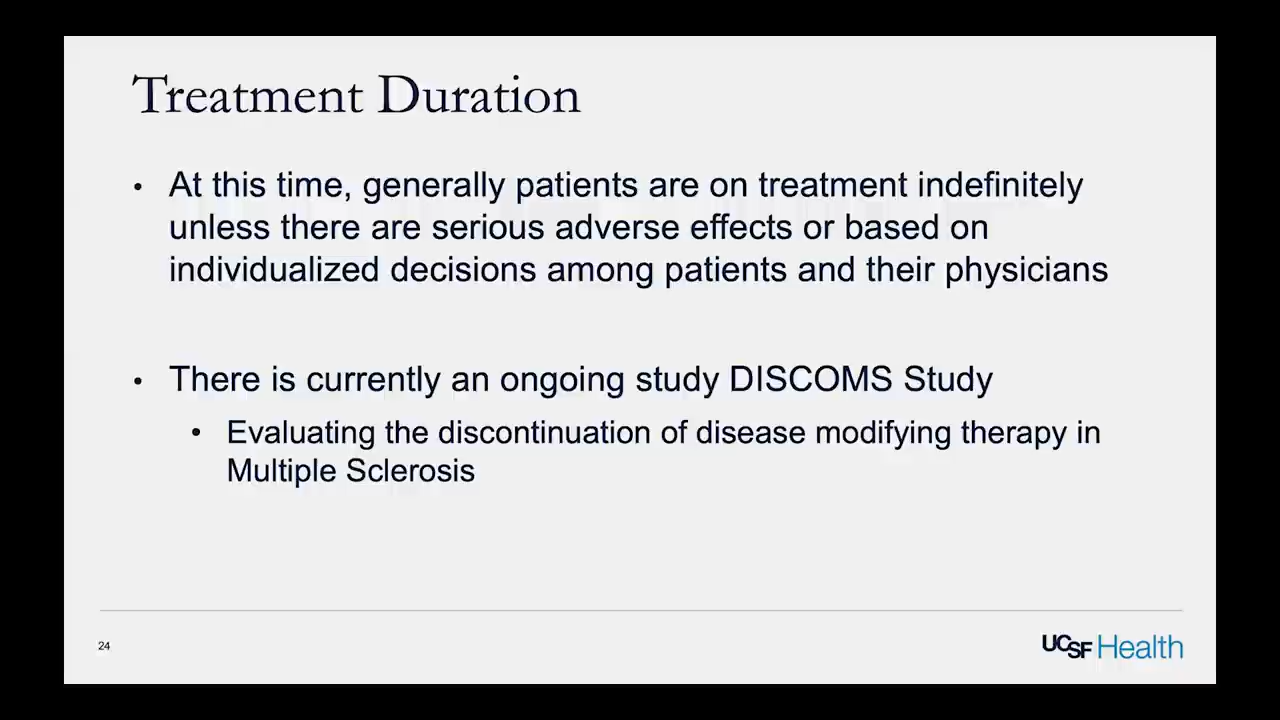 Treatment Duration
• At this time, generally patients are on treatment indefinitely
unless there are serious adverse effects or based on
individualized decisions among patients and their physicians
• There is currently an ongoing study DISCOMS Study
• Evaluating the discontinuation of disease modifying therapy in
Multiple Sclerosis
24
UCSF Health